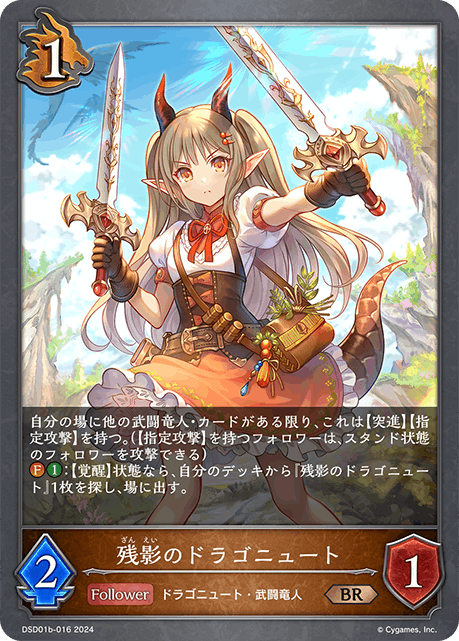 1
自分の場に他の武闘竜人・カードがある限り、これは【突進】【指
定攻撃】を持つ。(【指定攻撃】を持つフォロワーは、スタンド状態
のフォロワーを攻撃できる)
F 1:【覚醒】状態なら、自分のデッキから『残影のドラゴニュー
ト』1枚を探し、場に出す。
ざん えい
残影のドラゴニュート
2
Follower ドラゴニュート・武闘竜人 BR
1
DSD01b-016 2024 © Cygames, Inc.